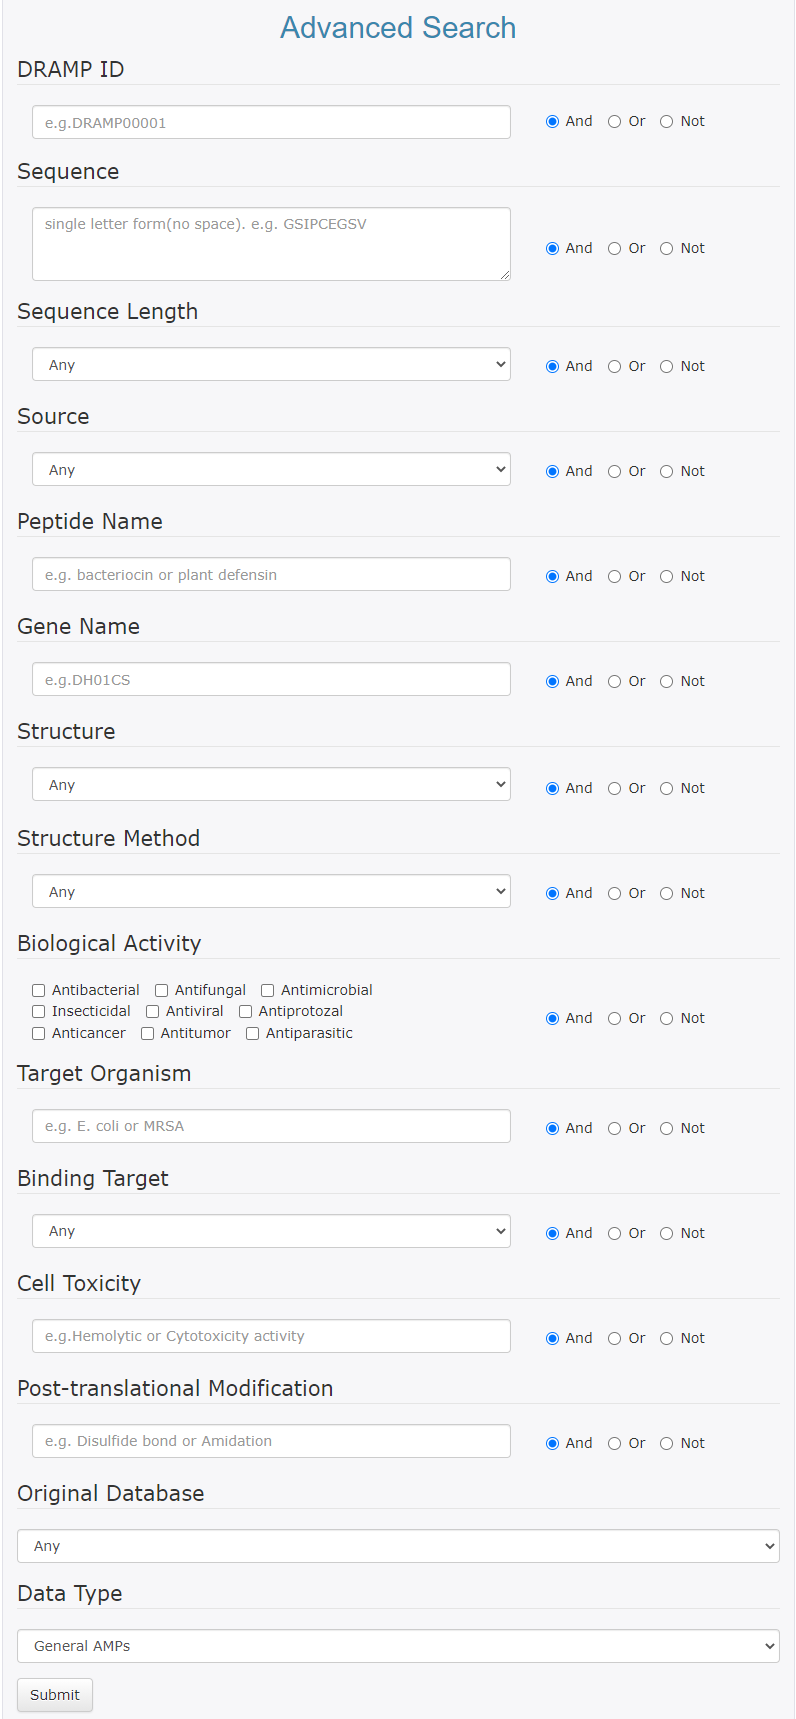 Advanced Search
DRAMP ID
e.g.DRAMP00001 And Or Not
Sequence
single letter form(no space). e.g. GSIPCEGSV
And Or Not
Sequence Length
Any And Or Not
Source
Any And Or Not
Peptide Name
e.g. bacteriocin or plant defensin And Or Not
Gene Name
e.g.DH01CS And Or Not
Structure
Any And Or Not
Structure Method
Any And Or Not
Biological Activity
Antibacterial Antifungal Antimicrobial
Insecticidal Antiviral Antiprotozal And Or Not
Anticancer Antitumor Antiparasitic
Target Organism
e.g. E. coli or MRSA And Or Not
Binding Target
Any And Or Not
Cell Toxicity
e.g.Hemolytic or Cytotoxicity activity And Or Not
Post-translational Modification
e.g. Disulfide bond or Amidation And Or Not
Original Database
Any
Data Type
General AMPs
Submit